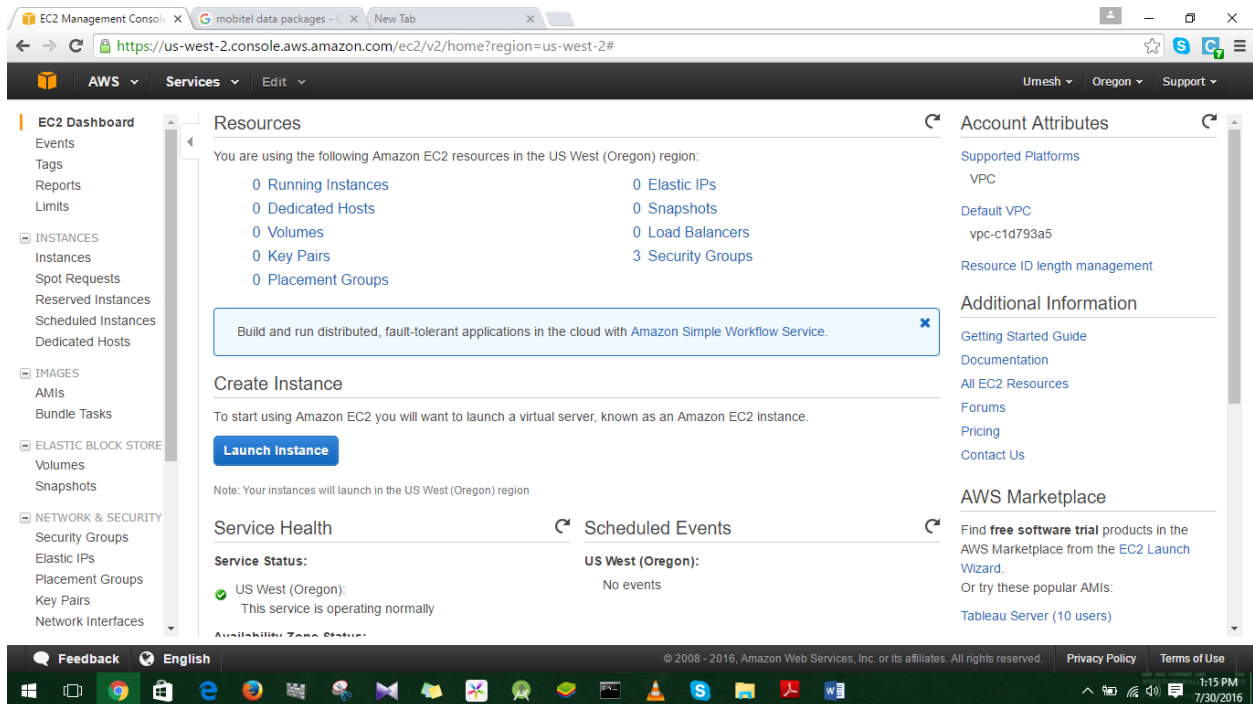 EC2 Management Consol
mobitel data packages - G
New Tab
https://us-west-2.console.aws.amazon.com/ec2/v2/home?region=us-west-2#
AWS
Services
Edit
Umesh
Oregon
Support
EC2 Dashboard
Events
Tags
Reports
Limits
INSTANCES
Instances
Spot Requests
Reserved Instances
Scheduled Instances
Dedicated Hosts
IMAGES
AMIs
Bundle Tasks
ELASTIC BLOCK STORE
Volumes
Snapshots
NETWORK & SECURITY
Security Groups
Elastic IPs
Placement Groups
Key Pairs
Network Interfaces
Resources
You are using the following Amazon EC2 resources in the US West (Oregon) region:
0 Running Instances
0 Elastic IPs
0 Dedicated Hosts
0 Snapshots
0 Volumes
0 Load Balancers
0 Key Pairs
3 Security Groups
0 Placement Groups
Build and run distributed, fault-tolerant applications in the cloud with Amazon Simple Workflow Service.
Create Instance
To start using Amazon EC2 you will want to launch a virtual server, known as an Amazon EC2 instance.
Launch Instance
Note: Your instances will launch in the US West (Oregon) region
Service Health
Service Status:
US West (Oregon):
This service is operating normally
Availability Zone Status:
Scheduled Events
US West (Oregon):
No events
Account Attributes
Supported Platforms
VPC
Default VPC
vpc-c1d793a5
Resource ID length management
Additional Information
Getting Started Guide
Documentation
All EC2 Resources
Forums
Pricing
Contact Us
AWS Marketplace
Find free software trial products in the
AWS Marketplace from the EC2 Launch
Wizard.
Or try these popular AMIs:
Tableau Server (10 users)
Feedback
English
© 2008 - 2016, Amazon Web Services, Inc. or its affiliates. All rights reserved.
Privacy Policy
Terms of Use
1:15 PM
7/30/2016